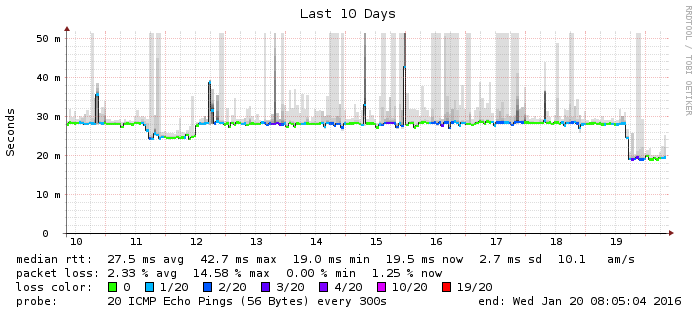 Last 10 Days
RRDTOOL / TOBI OETIKER
Seconds
50 m
40 m
30 m
20 m
10 m
0
10 11 12 13 14 15 16 17 18 19
median rtt: 27.5 ms avg 42.7 ms max 19.0 ms min 19.5 ms now 2.7 ms sd 10.1 am/s
packet loss: 2.33 % avg 14.58 % max 0.00 % min 1.25 % now
loss color: 0 1/20 2/20 3/20 4/20 10/20 19/20
probe: 20 ICMP Echo Pings (56 Bytes) every 300s end: Wed Jan 20 08:05:04 2016